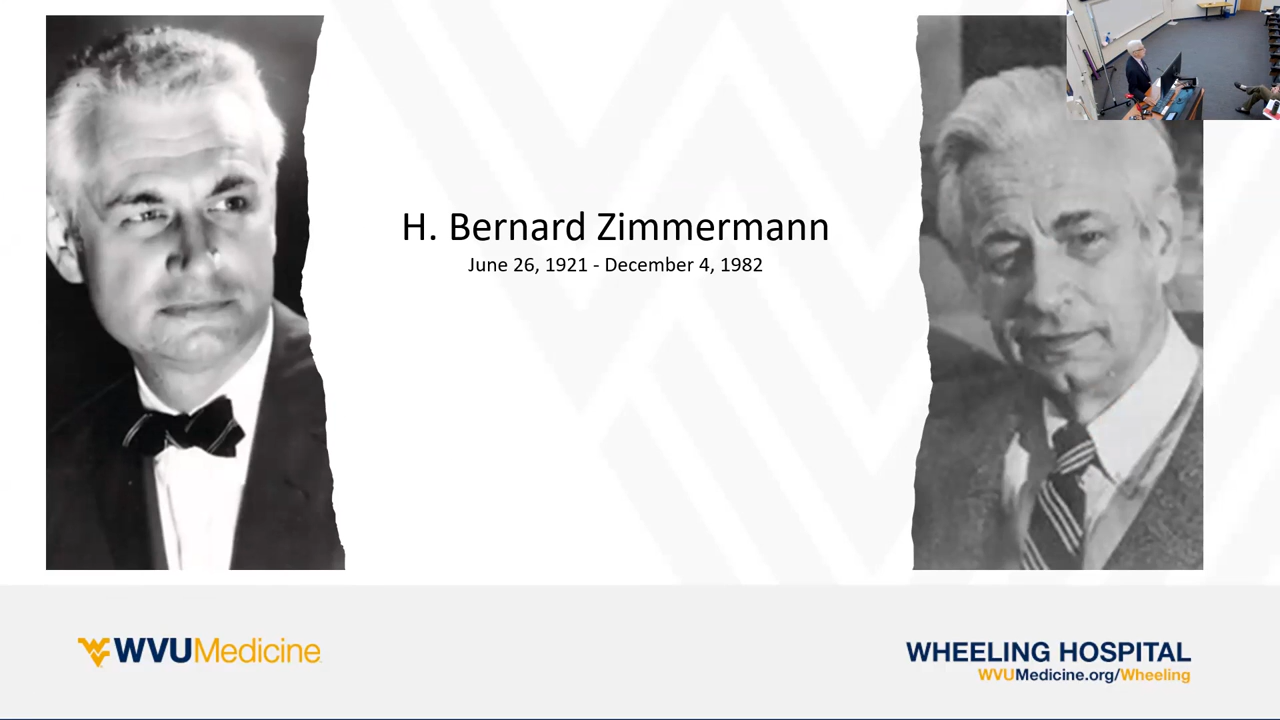 H. Bernard Zimmermann
June 26, 1921 - December 4, 1982
WVUMedicine
WHEELING HOSPITAL
WVUMedicine.org/Wheeling